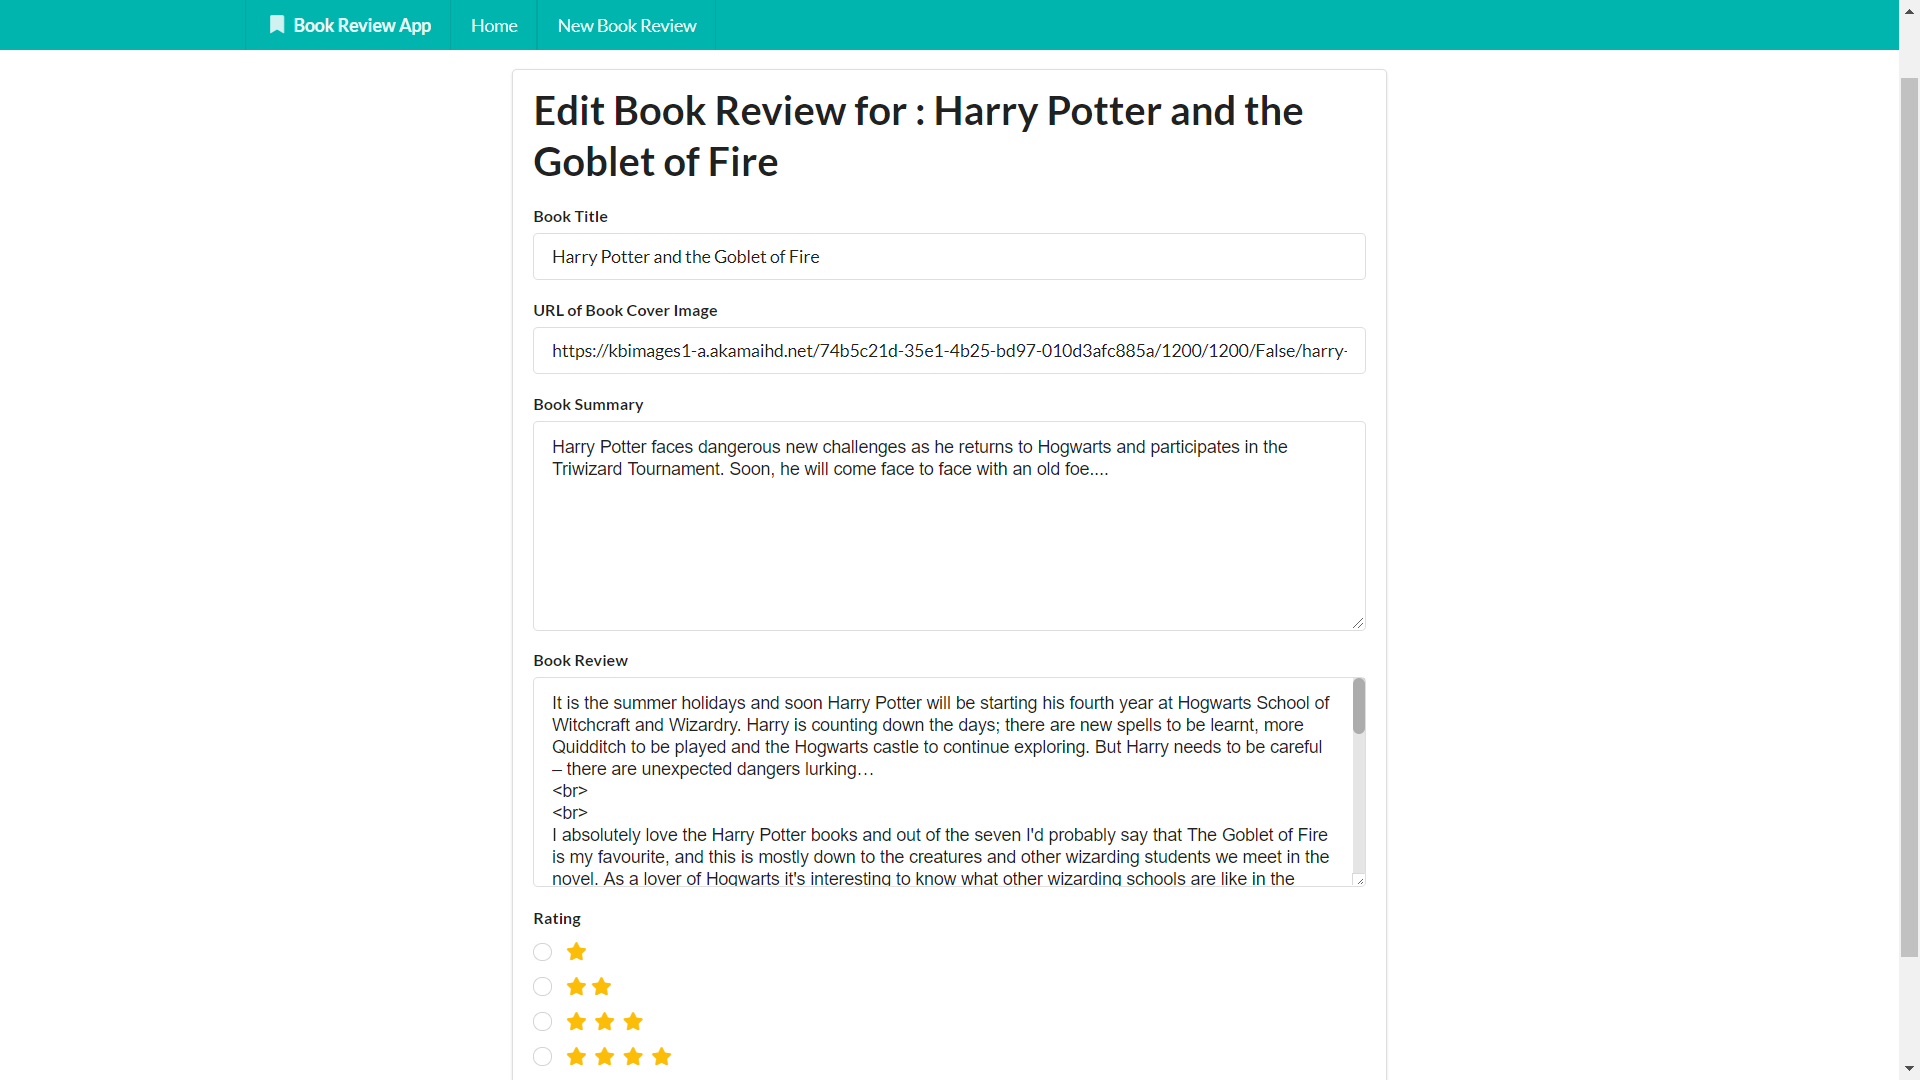 Book Review App Home New Book Review
Edit Book Review for : Harry Potter and the
Goblet of Fire
Book Title
Harry Potter and the Goblet of Fire
URL of Book Cover Image
https://kbimages1-a.akamaihd.net/74b5c21d-35e1-4b25-bd97-010d3afc885a/1200/1200/False/harry-
Book Summary
Harry Potter faces dangerous new challenges as he returns to Hogwarts and participates in the
Triwizard Tournament. Soon, he will come face to face with an old foe....
Book Review
It is the summer holidays and soon Harry Potter will be starting his fourth year at Hogwarts School of
Witchcraft and Wizardry. Harry is counting down the days; there are new spells to be learnt, more
Quidditch to be played and the Hogwarts castle to continue exploring. But Harry needs to be careful
– there are unexpected dangers lurking…
<br>
<br>
I absolutely love the Harry Potter books and out of the seven I'd probably say that The Goblet of Fire
is my favourite, and this is mostly down to the creatures and other wizarding students we meet in the
novel. As a lover of Hogwarts it's interesting to know what other wizarding schools are like in the
Rating